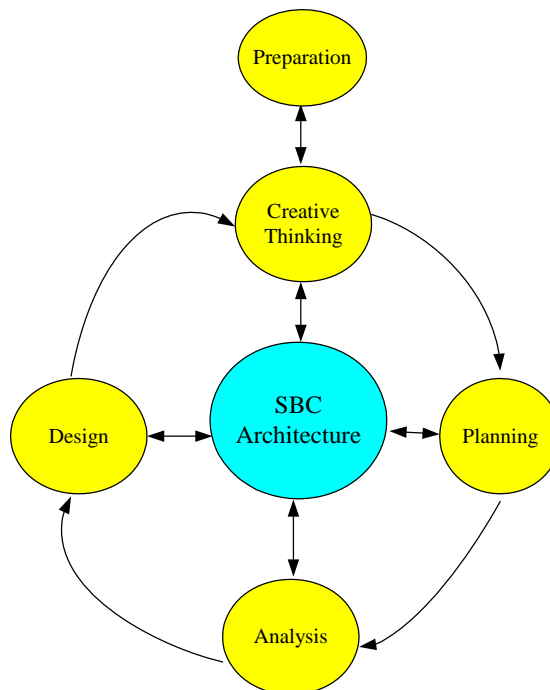 Preparation
Creative
Thinking
SBC
Architecture
Design
Planning
Analysis